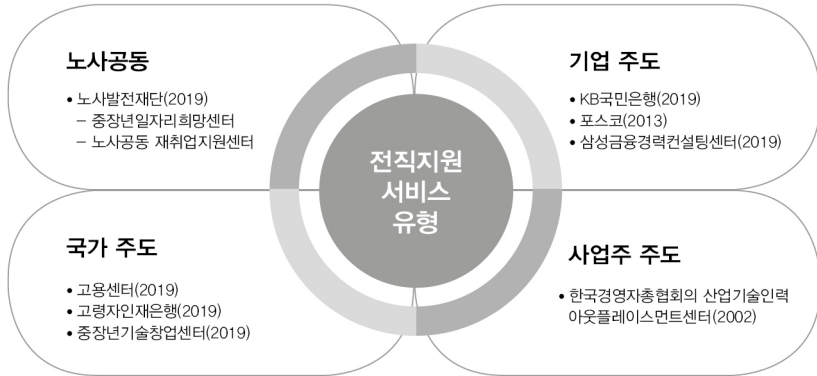 노사공동
• 노사발전재단(2019)
– 중장년일자리희망센터
– 노사공동 재취업지원센터
기업 주도
• KB국민은행(2019)
• 포스코(2013)
• 삼성금융경력컨설팅센터(2019)
전직지원
서비스
유형
국가 주도
• 고용센터(2019)
• 고령자인재은행(2019)
• 중장년기술창업센터(2019)
사업주 주도
• 한국경영자총협회의 산업기술인력
아웃플레이스먼트센터(2002)